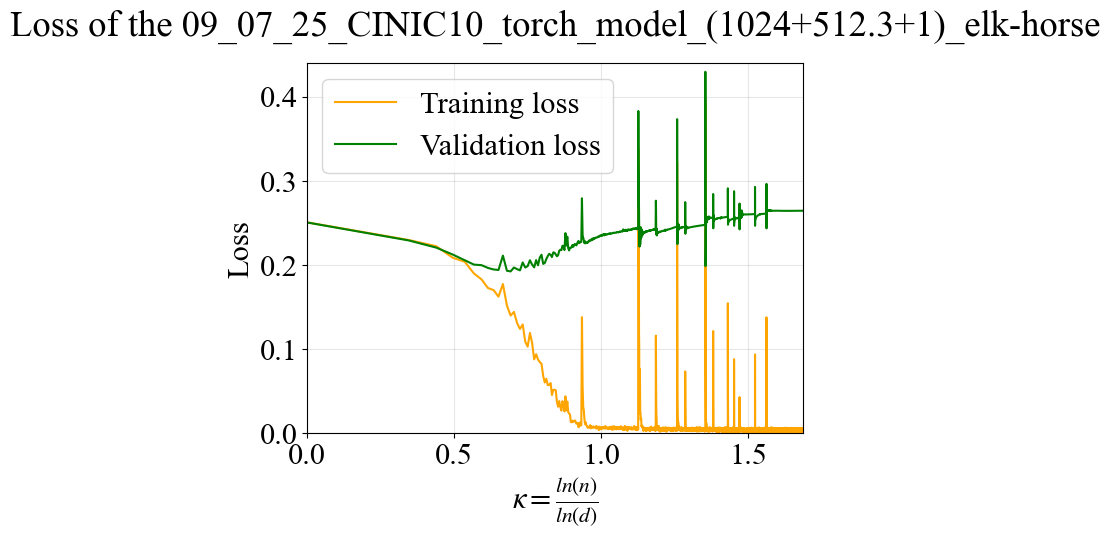 Loss of the 09_07_25_CINIC10_torch_model_(1024+512.3+1)_elk-horse
Training loss
Validation loss
Loss
0.4
0.3
0.2
0.1
0.0
0.0 0.5 1.0 1.5
κ = ln(n)/ln(d)